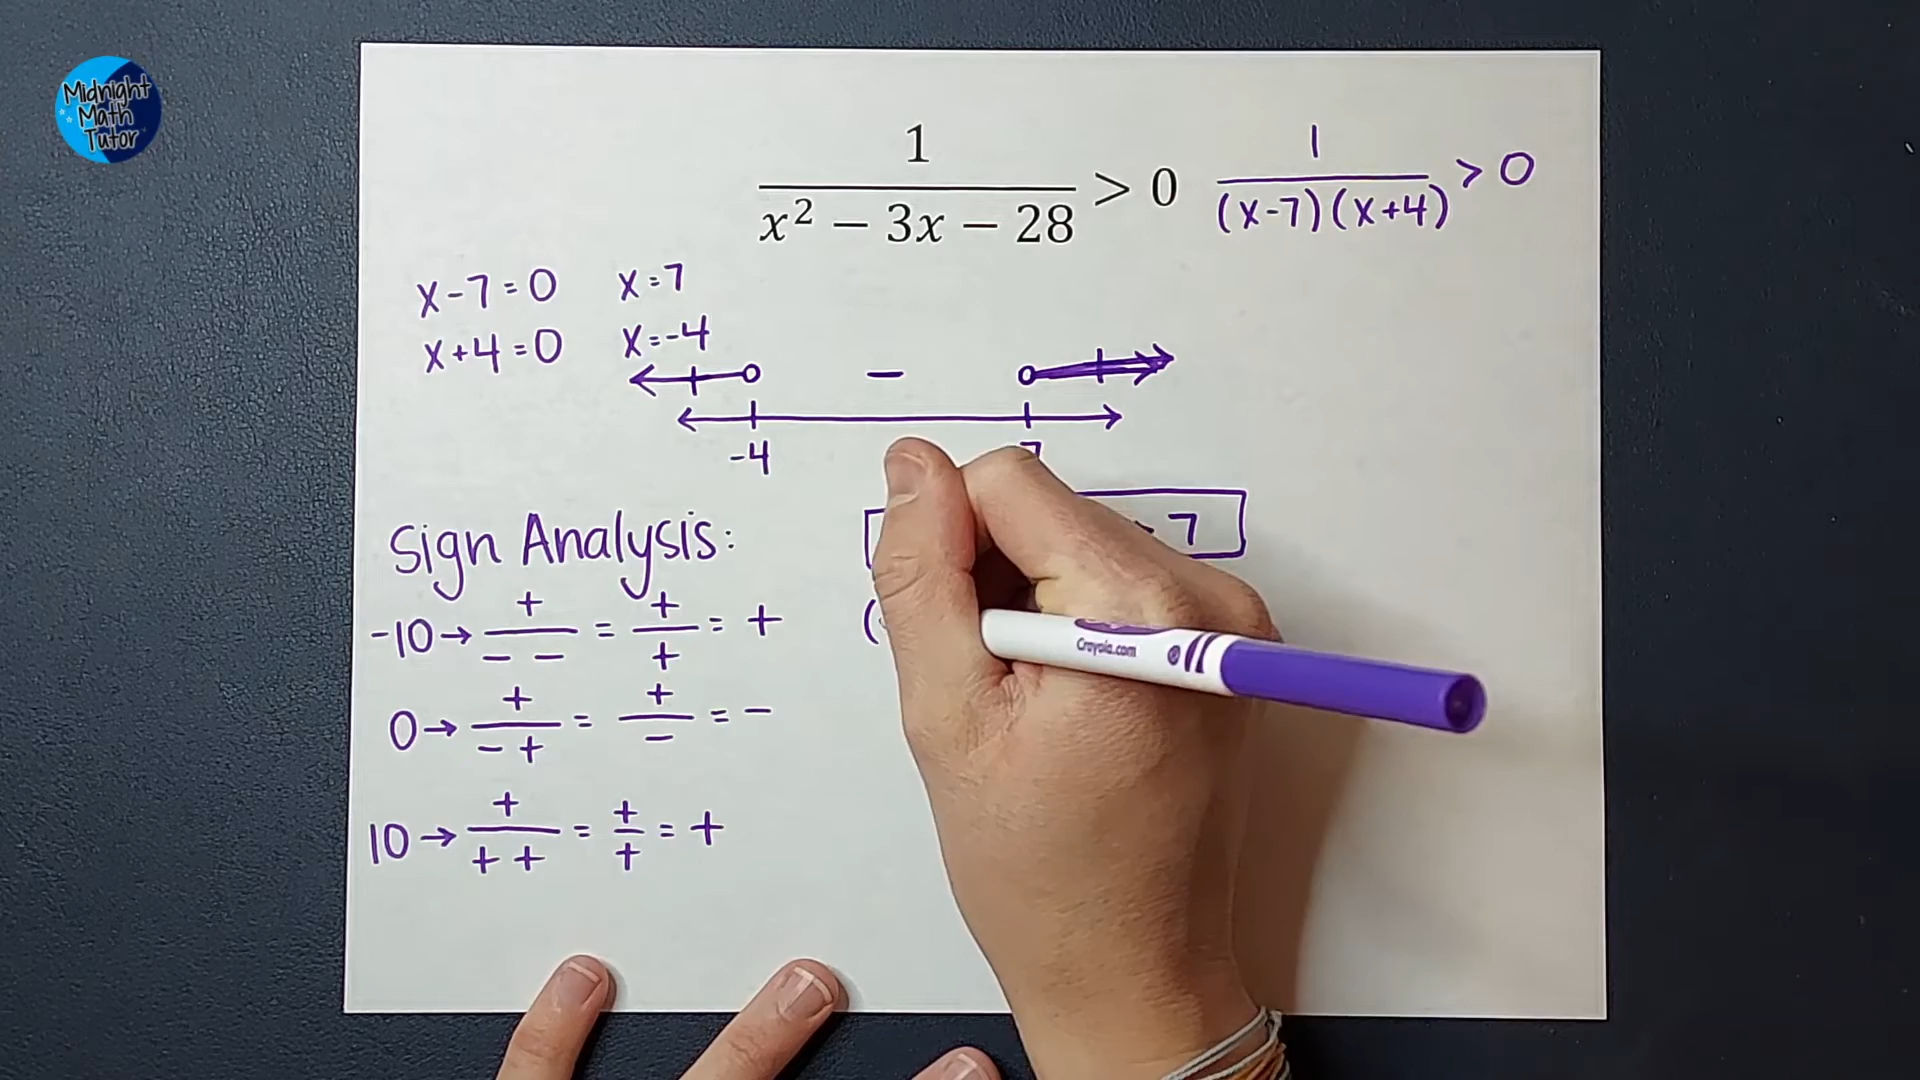 Midnight
Math
Tutor
1
x² − 3x − 28
> 0
1
(x-7)(x+4)
> 0
x-7=0 x=7
x+4=0 x=-4
−
-4
Sign Analysis:
> 7
-10→ +/− − = +/+ = +
(
0→ +/− + = +/− = −
10→ +/+ + = +/+ = +
Crayola.com